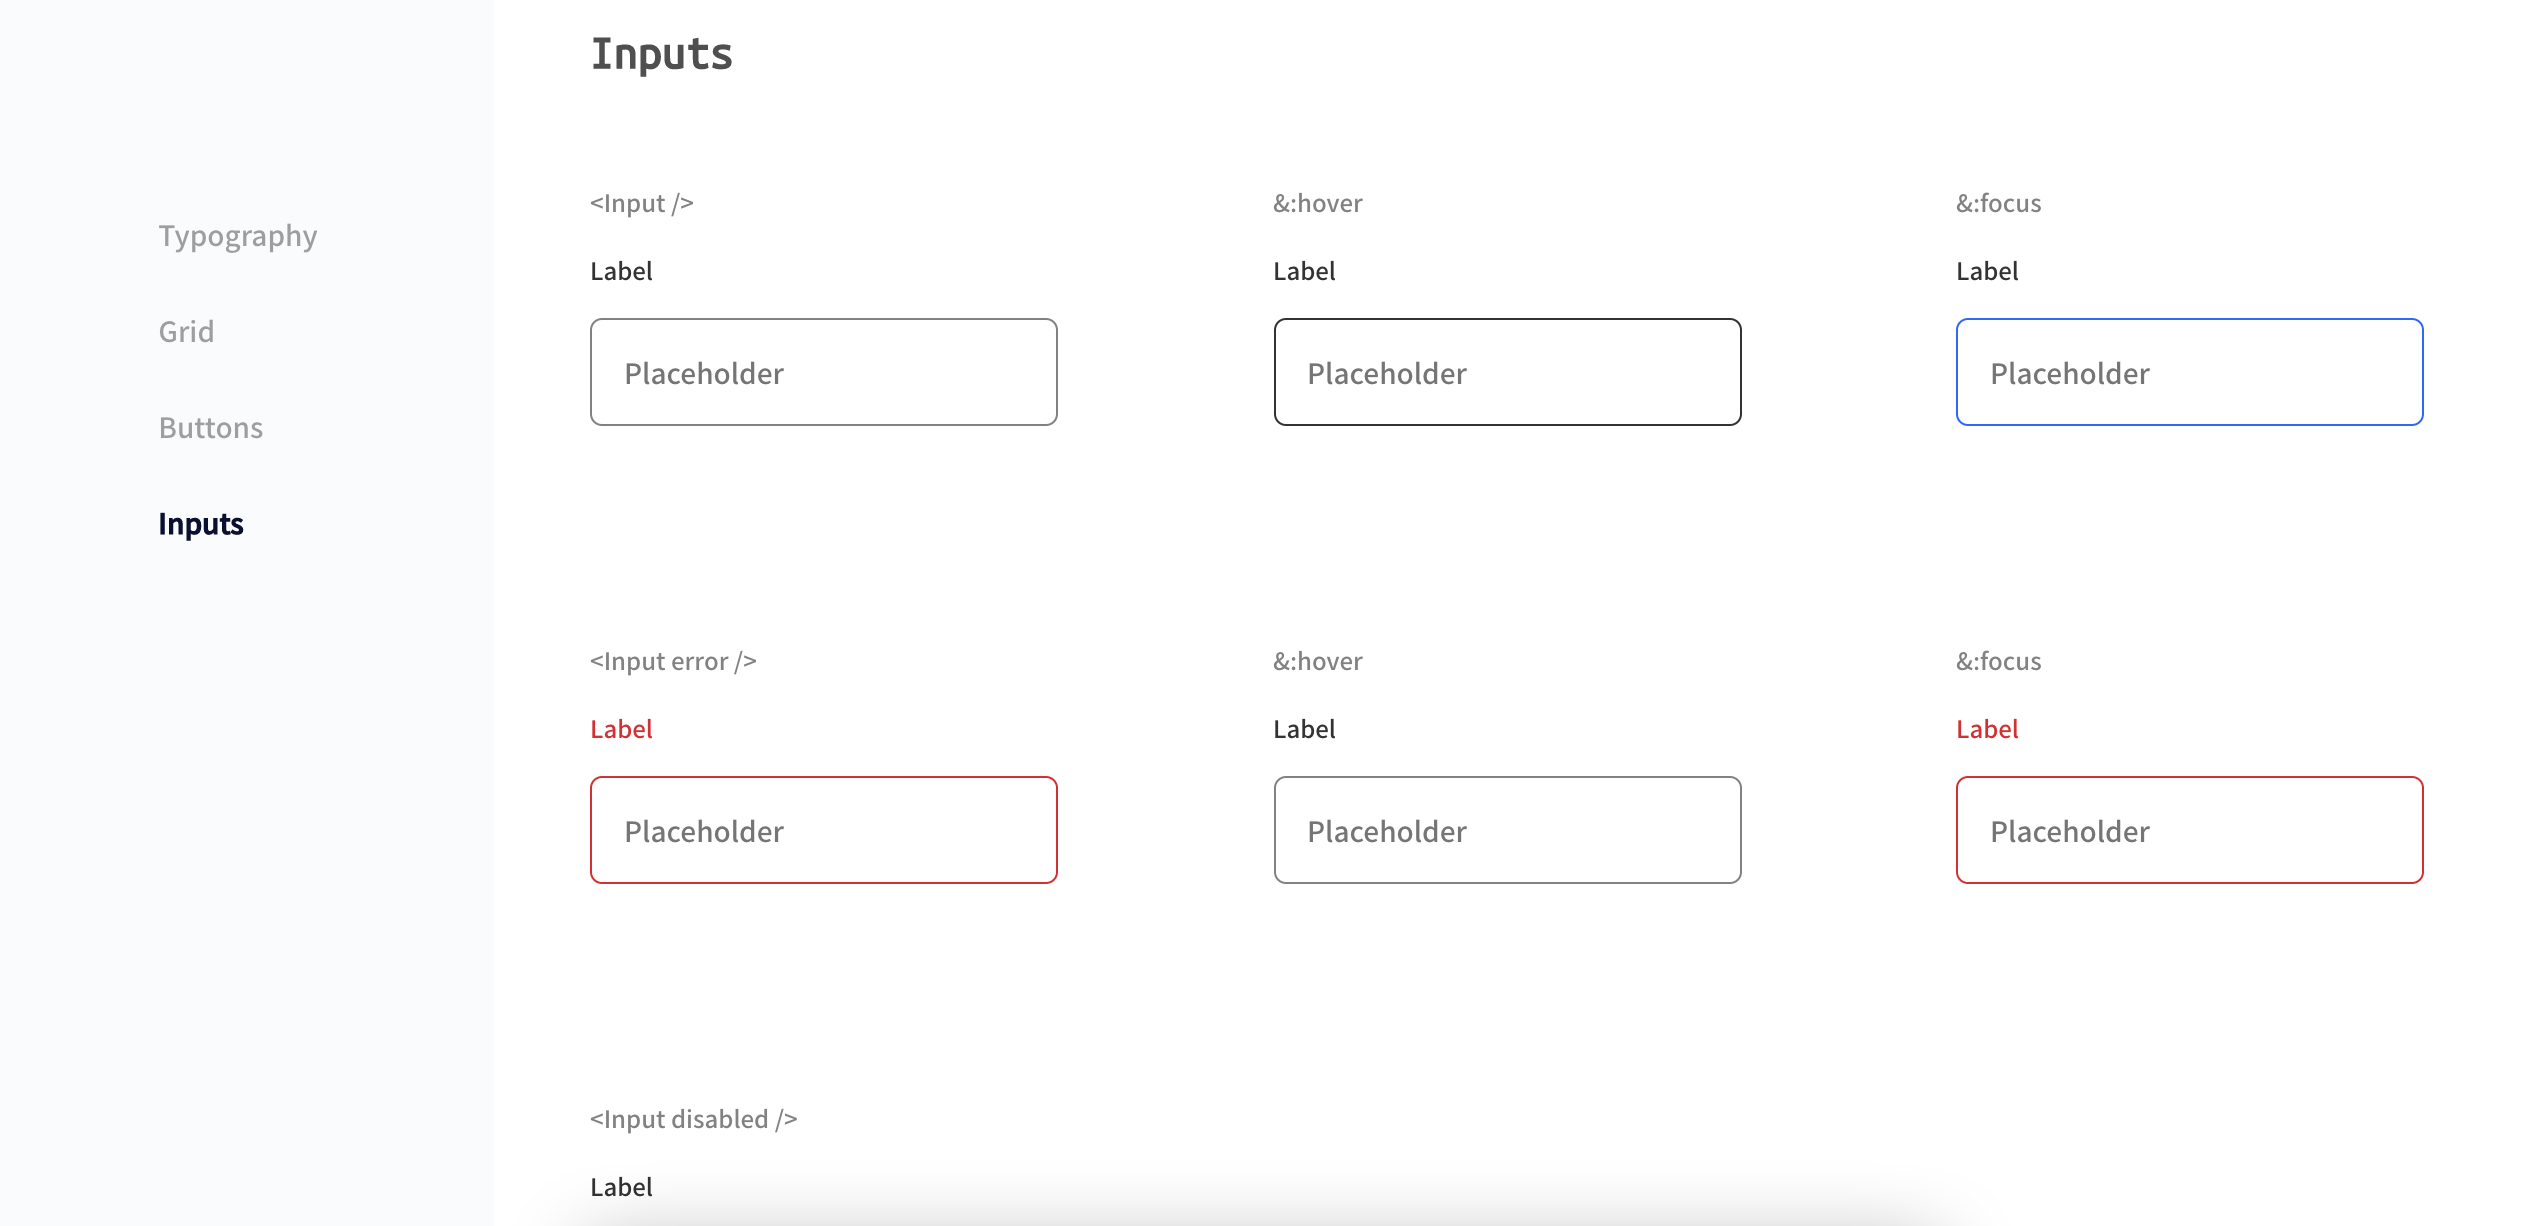 Inputs
Typography
Grid
Buttons
Inputs
<Input />
&:hover
&:focus
Label
Label
Label
Placeholder
Placeholder
Placeholder
<Input error />
&:hover
&:focus
Label
Label
Label
Placeholder
Placeholder
Placeholder
<Input disabled />
Label